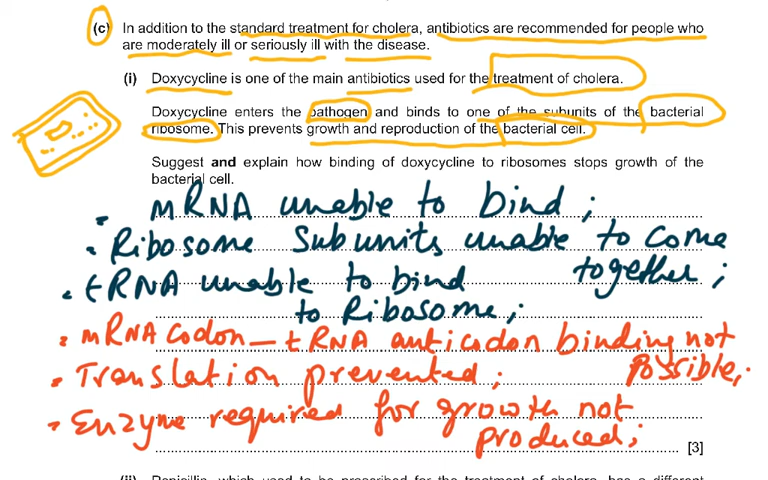 (c) In addition to the standard treatment for cholera, antibiotics are recommended for people who
are moderately ill or seriously ill with the disease.
(i) Doxycycline is one of the main antibiotics used for the treatment of cholera.
Doxycycline enters the pathogen and binds to one of the subunits of the bacterial
ribosome. This prevents growth and reproduction of the bacterial cell.
Suggest and explain how binding of doxycycline to ribosomes stops growth of the
bacterial cell.
mRNA unable to bind ;
Ribosome Subunits unable to come
together ;
tRNA unable to bind
to Ribosome ;
mRNA Codon – tRNA anticodon binding not
possible ;
Translation prevented ;
Enzyme required for growth not
produced ;
[3]
(ii) Penicillin, which used to be prescribed for the treatment of cholera, has a different